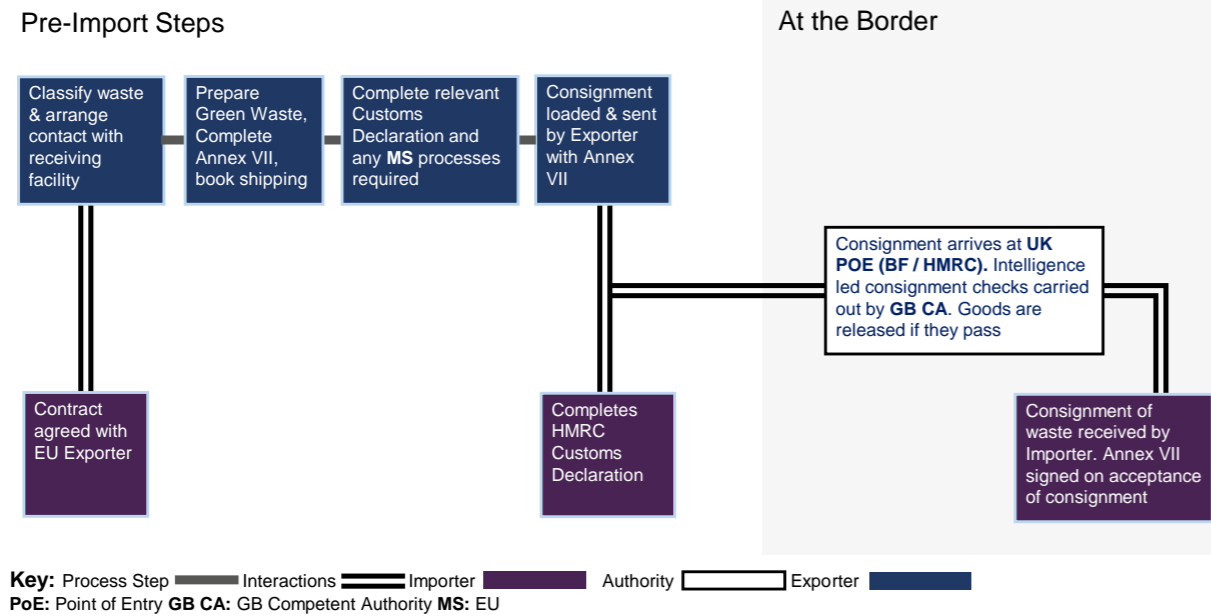 Pre-Import Steps
At the Border
Classify waste
& arrange
contact with
receiving
facility
Prepare
Green Waste,
Complete
Annex VII,
book shipping
Complete relevant
Customs
Declaration and
any MS processes
required
Consignment
loaded & sent
by Exporter
with Annex
VII
Consignment arrives at UK
POE (BF / HMRC). Intelligence
led consignment checks carried
out by GB CA. Goods are
released if they pass
Contract
agreed with
EU Exporter
Completes
HMRC
Customs
Declaration
Consignment of
waste received by
Importer. Annex VII
signed on acceptance
of consignment
Key: Process Step Interactions Importer Authority Exporter
PoE: Point of Entry GB CA: GB Competent Authority MS: EU